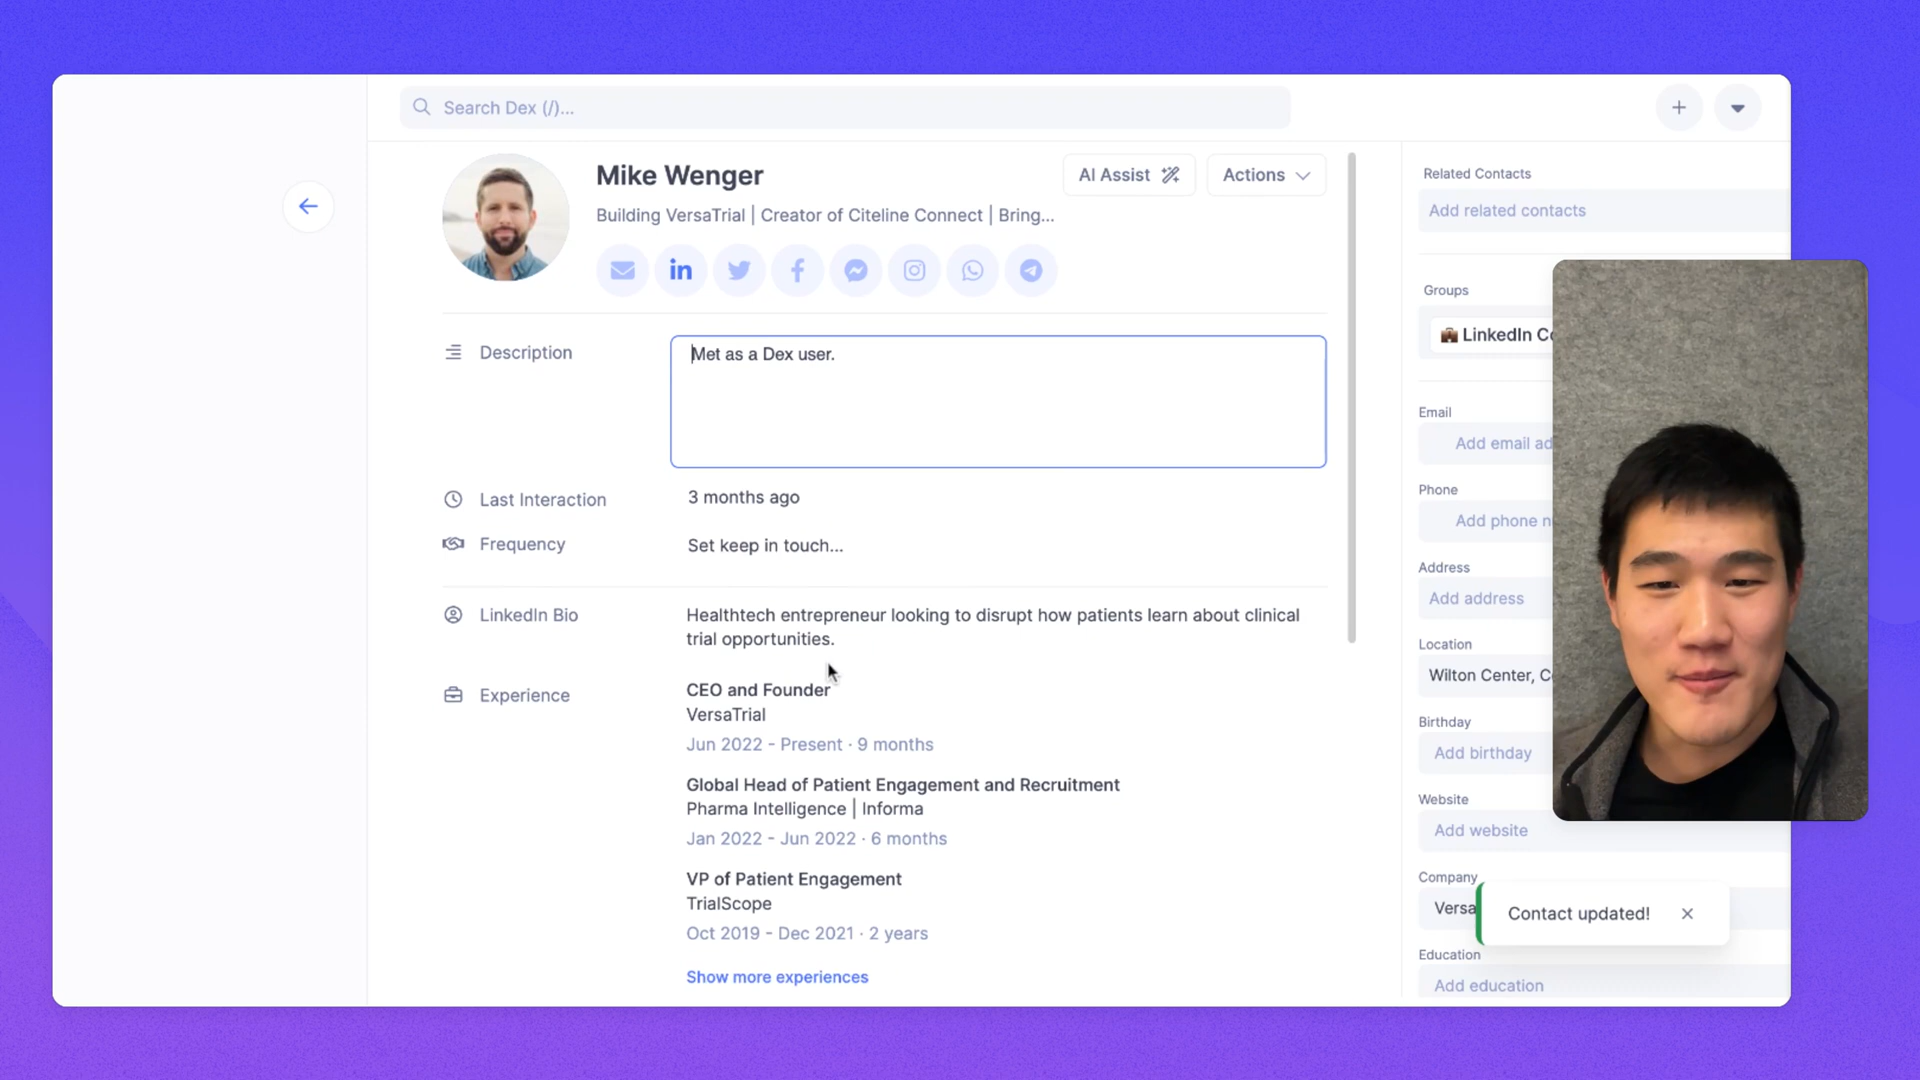 Search Dex (/)...
Mike Wenger
AI Assist
Actions
Building VersaTrial | Creator of Citeline Connect | Bring...
in
Description
Met as a Dex user.
Last Interaction
3 months ago
Frequency
Set keep in touch...
LinkedIn Bio
Healthtech entrepreneur looking to disrupt how patients learn about clinical
trial opportunities.
Experience
CEO and Founder
VersaTrial
Jun 2022 - Present · 9 months
Global Head of Patient Engagement and Recruitment
Pharma Intelligence | Informa
Jan 2022 - Jun 2022 · 6 months
VP of Patient Engagement
TrialScope
Oct 2019 - Dec 2021 · 2 years
Show more experiences
Related Contacts
Add related contacts
Groups
LinkedIn Co
Email
Add email ad
Phone
Add phone n
Address
Add address
Location
Wilton Center, C
Birthday
Add birthday
Website
Add website
Company
Versa
Contact updated!
Education
Add education